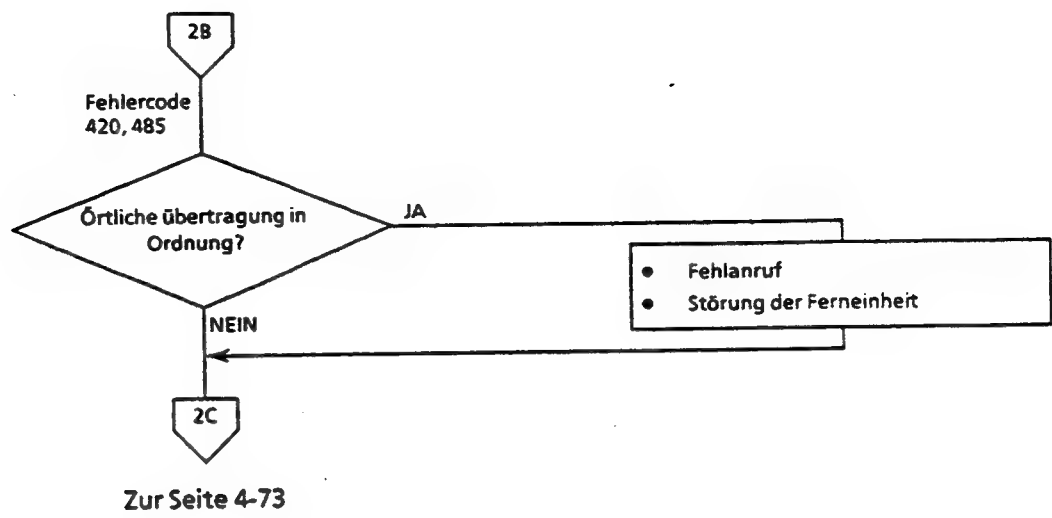 2B
Fehlercode
420, 485
Örtliche übertragung in
Ordnung?
JA
• Fehlanruf
• Störung der Ferneinheit
NEIN
2C
Zur Seite 4-73